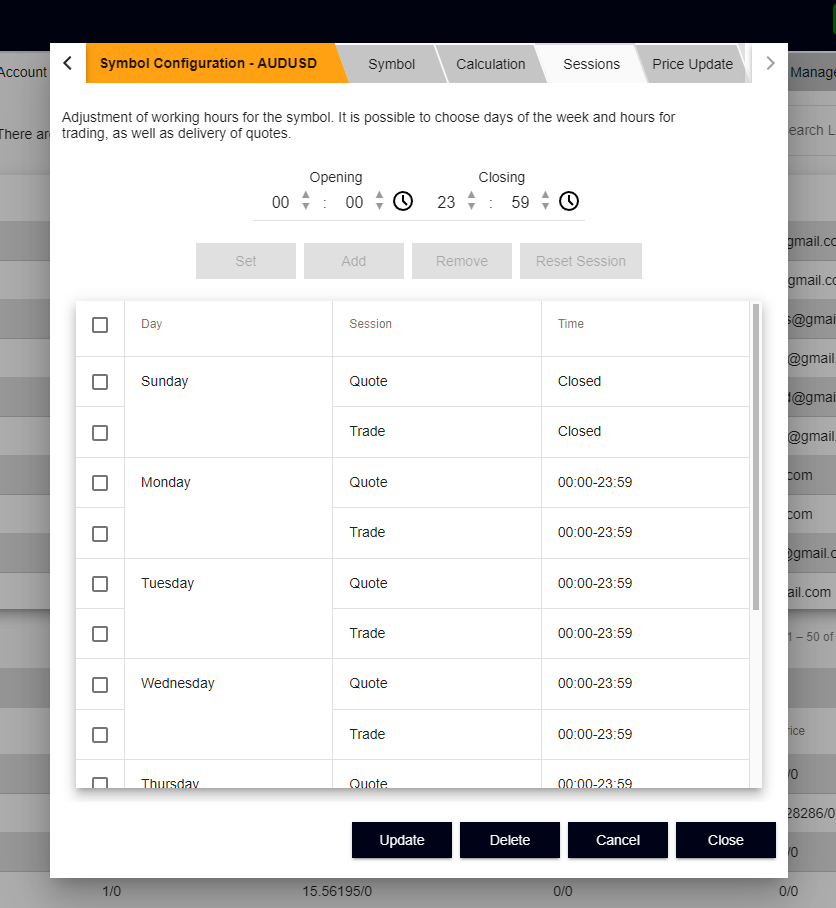 Symbol Configuration - AUDUSD Symbol Calculation Sessions Price Update
Account
Manage
Adjustment of working hours for the symbol. It is possible to choose days of the week and hours for
trading, as well as delivery of quotes.
There are
earch L
Opening Closing
00 : 00 23 : 59
Set Add Remove Reset Session
gmail.co
gmail.co
s@gmai
@gmail.
@gmai
@gmail.
com
com
@gmail.c
ail.com
1 – 50 of
rice
/0
28286/0
/0
Day Session Time
Sunday Quote Closed
Trade Closed
Monday Quote 00:00-23:59
Trade 00:00-23:59
Tuesday Quote 00:00-23:59
Trade 00:00-23:59
Wednesday Quote 00:00-23:59
Trade 00:00-23:59
Thursday Quote 00:00-23:59
Update Delete Cancel Close
1/0 15.56195/0 0/0 0/0